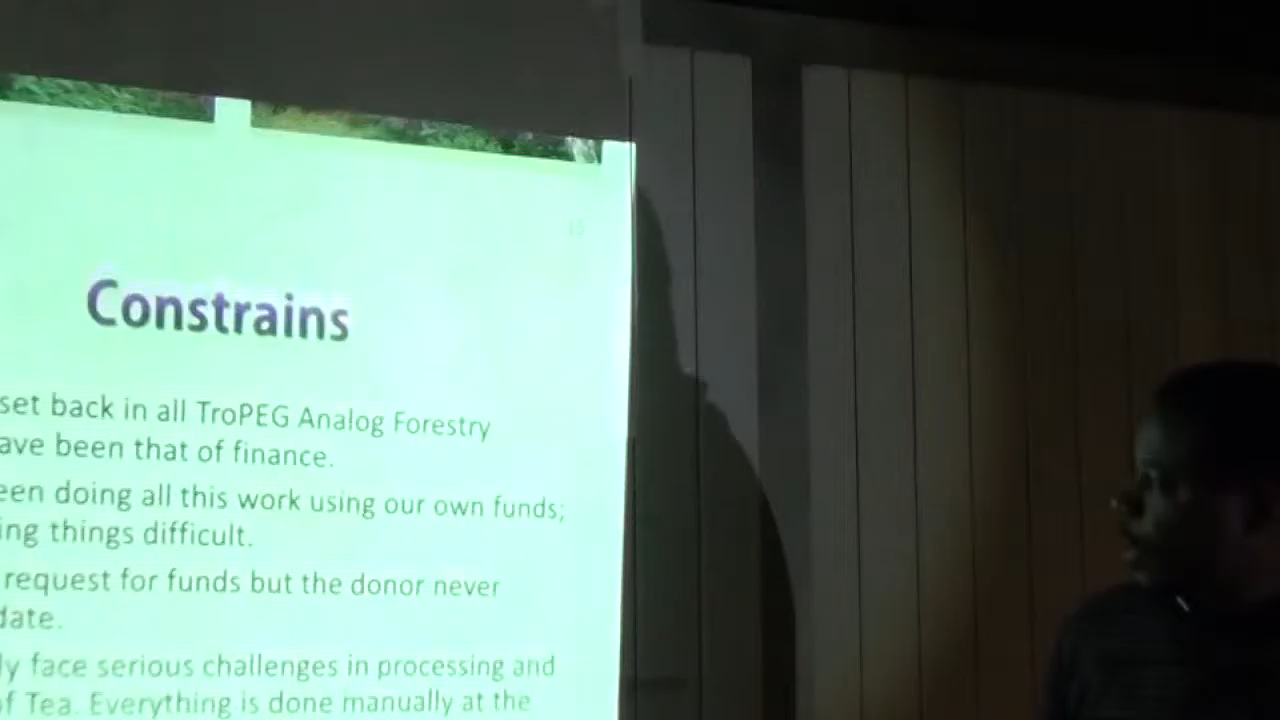 15
Constrains
set back in all TroPEG Analog Forestry
ave been that of finance.
een doing all this work using our own funds;
ing things difficult.
request for funds but the donor never
date.
ly face serious challenges in processing and
of Tea. Everything is done manually at the